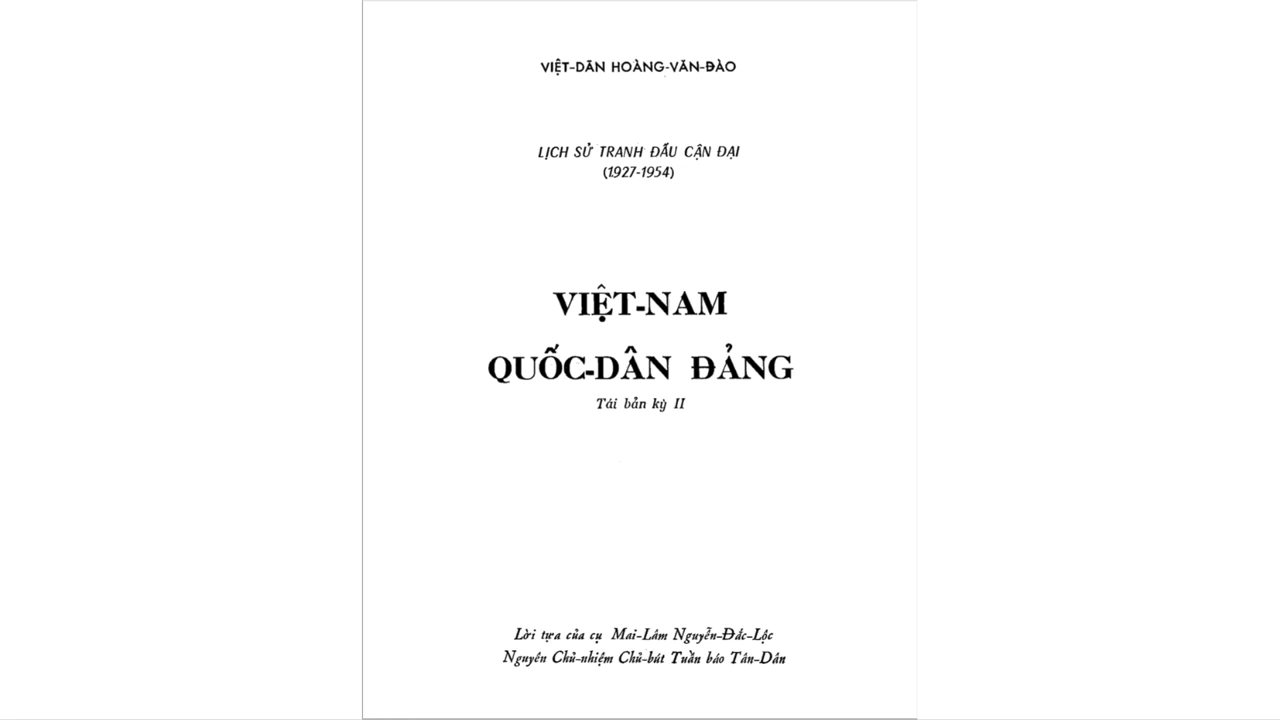 VIỆT-DÂN HOÀNG-VĂN-ĐÀO
LỊCH SỬ TRANH ĐẤU CẬN ĐẠI
(1927-1954)
VIỆT-NAM
QUỐC-DÂN ĐẢNG
Tái bản kỳ II
Lời tựa của cụ Mai-Lâm Nguyễn-Đắc-Lộc
Nguyên Chủ-nhiệm Chủ-bút Tuần báo Tân-Dân